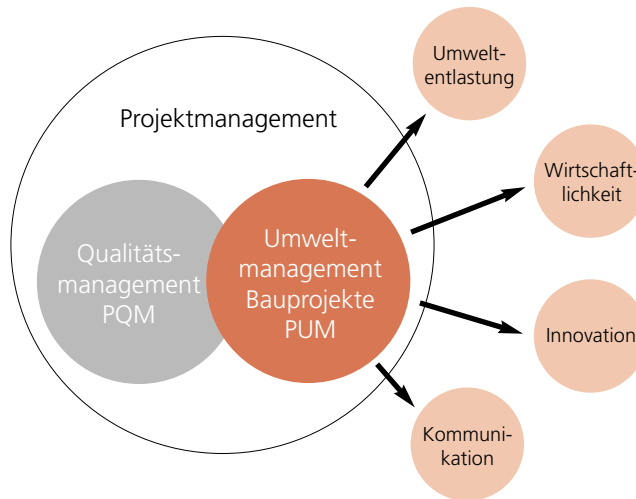 Umwelt-
entlastung
Projektmanagement
Wirtschaft-
lichkeit
Qualitäts-
management
PQM
Umwelt-
management
Bauprojekte
PUM
Innovation
Kommuni-
kation